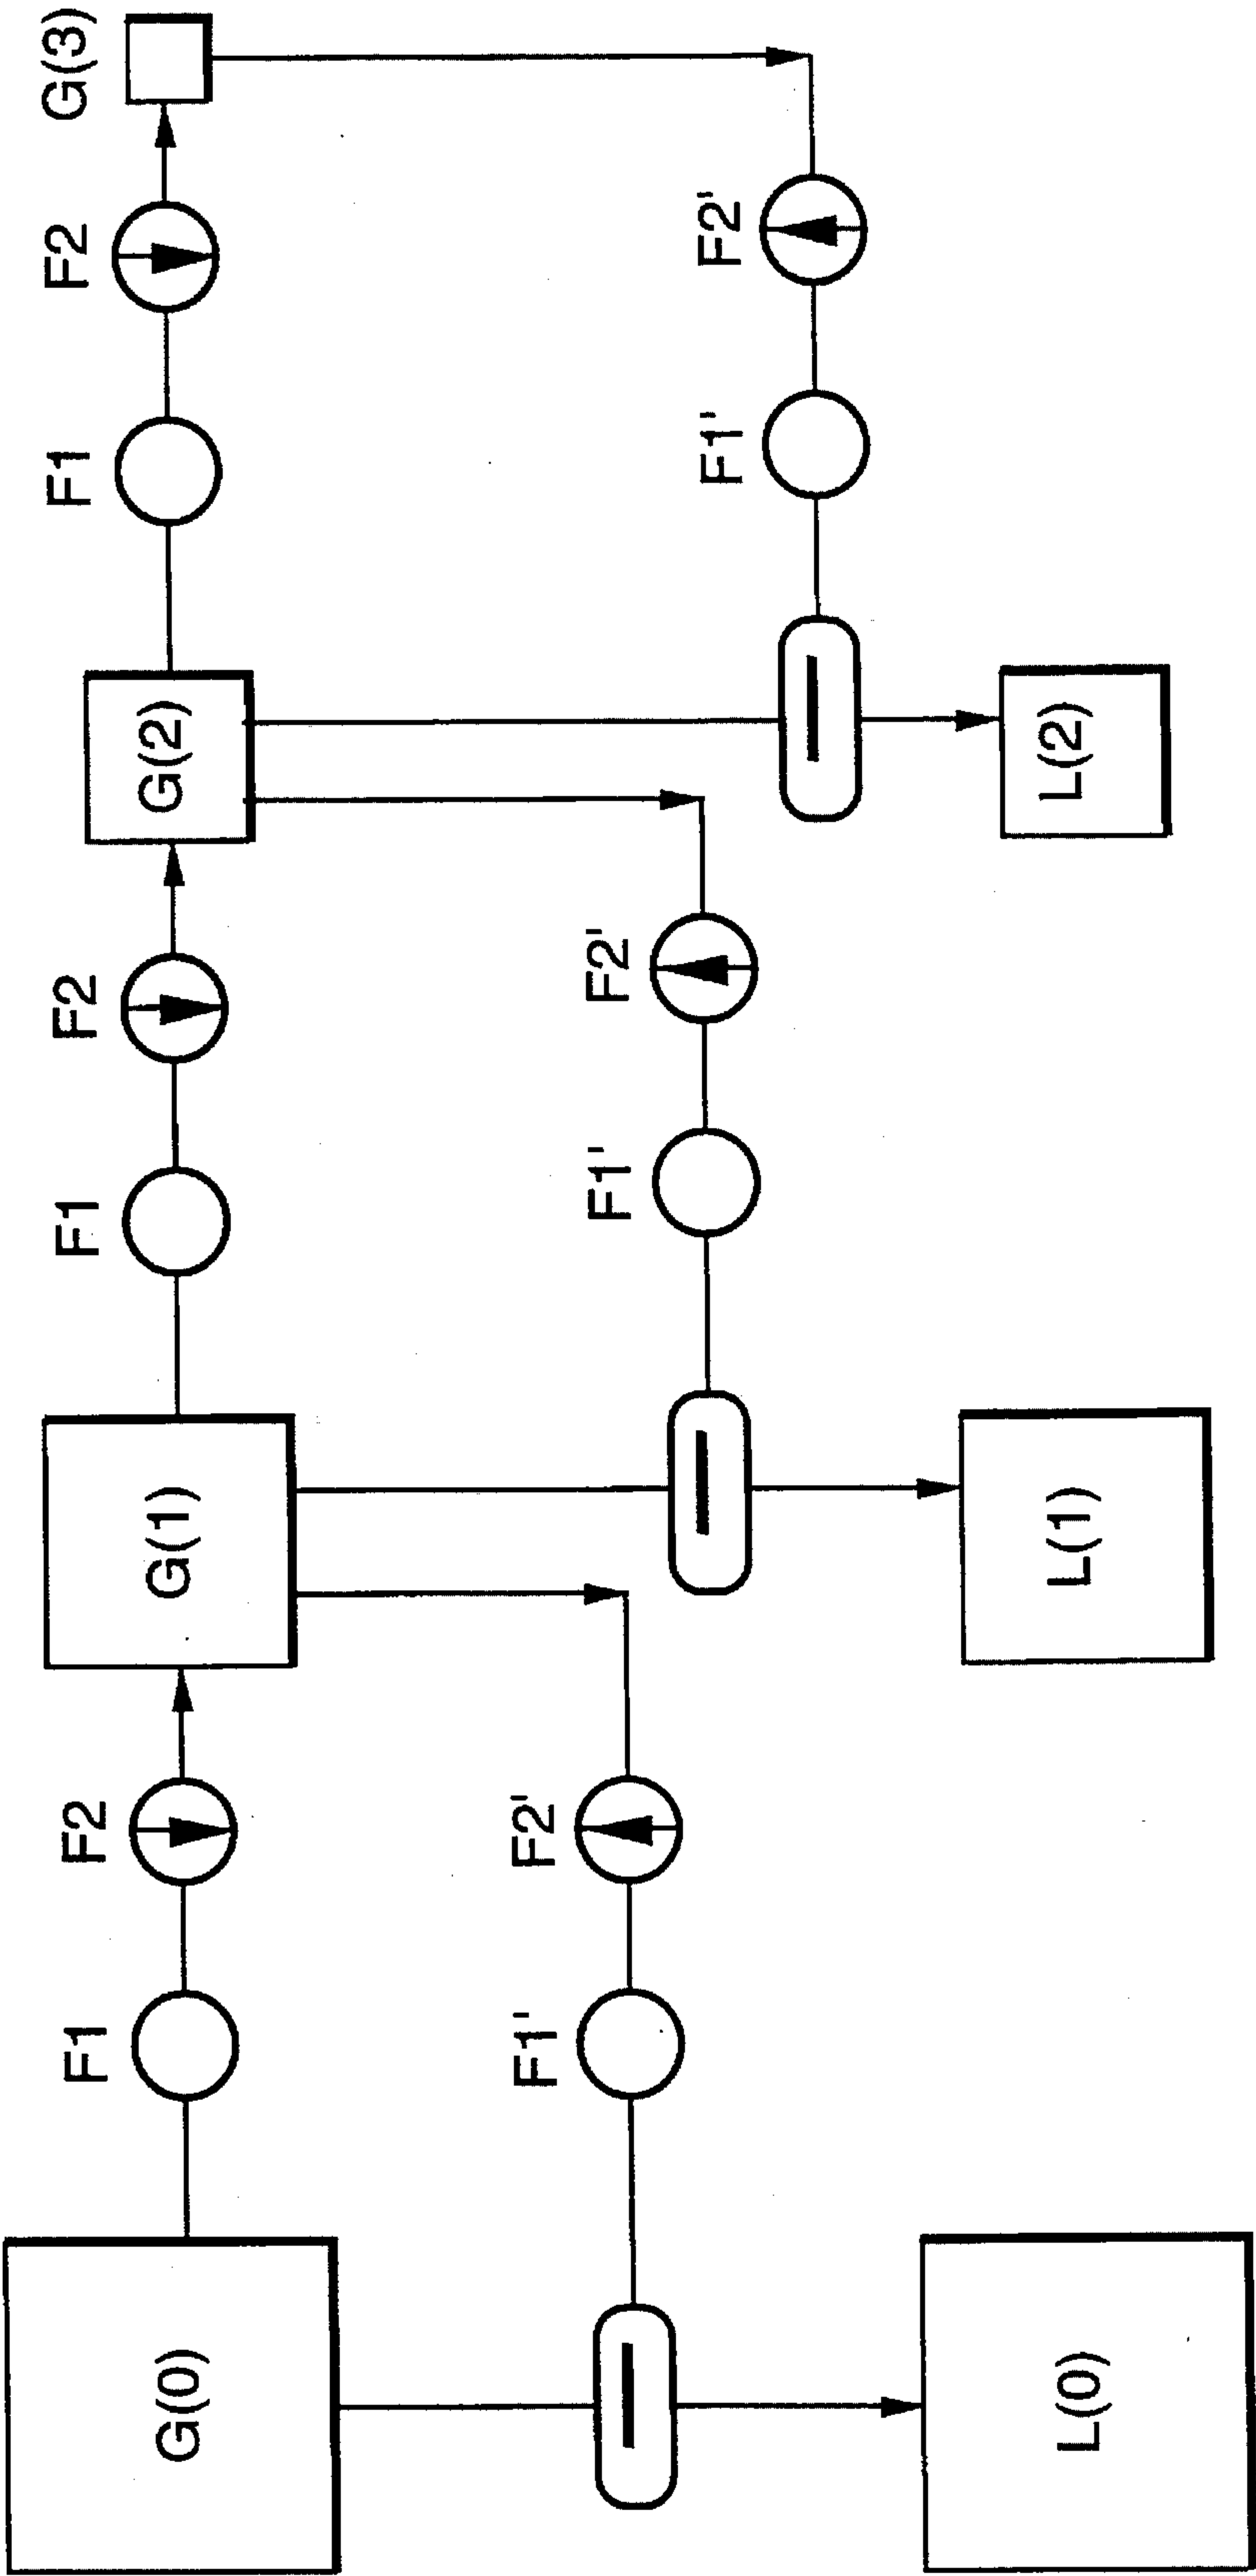 G(0)
F1
F2
G(1)
F1
F2
G(2)
F1
F2
G(3)
F1'
F2'
F1'
F2'
F1'
F2'
L(0)
L(1)
L(2)